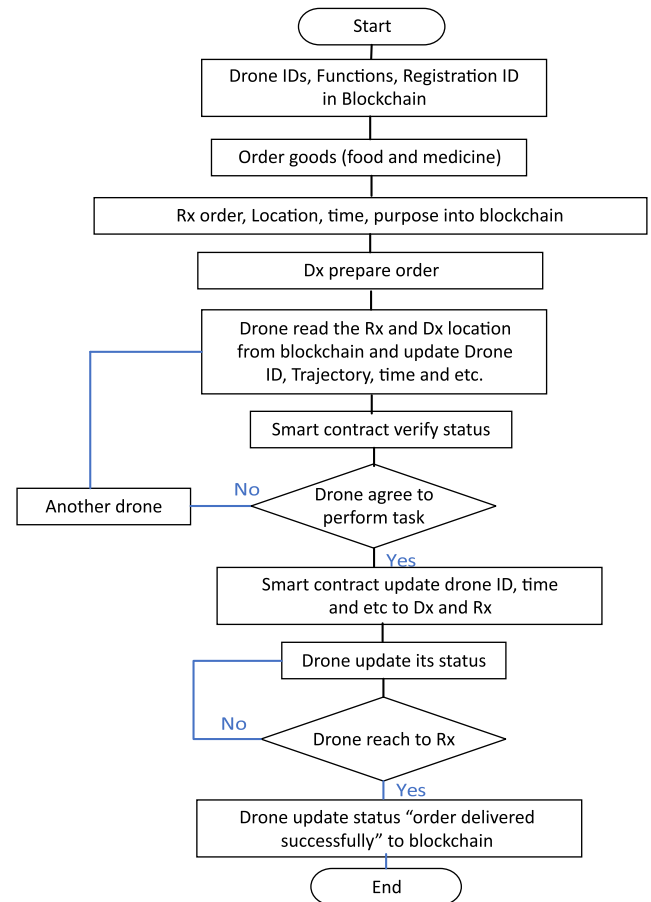 Start
Drone IDs, Functions, Registration ID
in Blockchain
Order goods (food and medicine)
Rx order, Location, time, purpose into blockchain
Dx prepare order
Drone read the Rx and Dx location
from blockchain and update Drone
ID, Trajectory, time and etc.
Smart contract verify status
Drone agree to
perform task
No
Another drone
Yes
Smart contract update drone ID, time
and etc to Dx and Rx
Drone update its status
No
Drone reach to Rx
Yes
Drone update status “order delivered
successfully” to blockchain
End